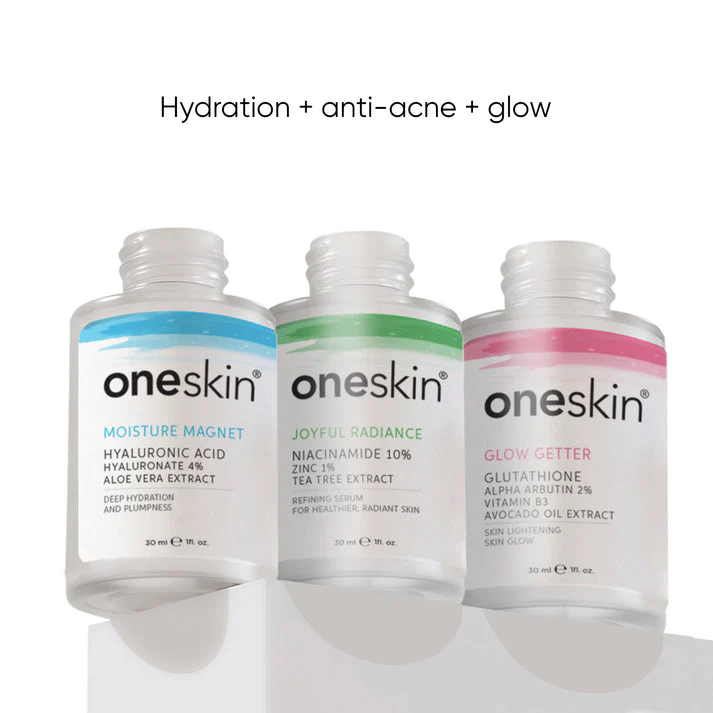 Hydration + anti-acne + glow
oneskin®
MOISTURE MAGNET
HYALURONIC ACID
HYALURONATE 4%
ALOE VERA EXTRACT
DEEP HYDRATION
AND PLUMPNESS
30 ml ℮ 1fl. oz.
oneskin®
JOYFUL RADIANCE
NIACINAMIDE 10%
ZINC 1%
TEA TREE EXTRACT
REFINING SERUM
FOR HEALTHIER, RADIANT SKIN
30 ml ℮ 1fl. oz.
oneskin®
GLOW GETTER
GLUTATHIONE
ALPHA ARBUTIN 2%
VITAMIN B3
AVOCADO OIL EXTRACT
SKIN LIGHTENING
SKIN GLOW
30 ml ℮ 1fl. oz.